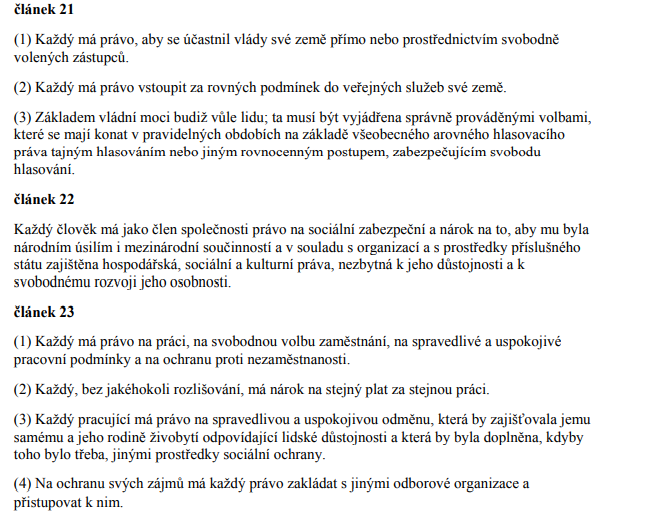 článek 21
(1) Každý má právo, aby se účastnil vlády své země přímo nebo prostřednictvím svobodně
volených zástupců.
(2) Každý má právo vstoupit za rovných podmínek do veřejných služeb své země.
(3) Základem vládní moci budiž vůle lidu; ta musí být vyjádřena správně prováděnými volbami,
které se mají konat v pravidelných obdobích na základě všeobecného arovného hlasovacího
práva tajným hlasováním nebo jiným rovnocenným postupem, zabezpečujícím svobodu
hlasování.
článek 22
Každý člověk má jako člen společnosti právo na sociální zabezpeční a nárok na to, aby mu byla
národním úsilím i mezinárodní součinností a v souladu s organizací a s prostředky příslušného
státu zajištěna hospodářská, sociální a kulturní práva, nezbytná k jeho důstojnosti a k
svobodnému rozvoji jeho osobnosti.
článek 23
(1) Každý má právo na práci, na svobodnou volbu zaměstnání, na spravedlivé a uspokojivé
pracovní podmínky a na ochranu proti nezaměstnanosti.
(2) Každý, bez jakéhokoli rozlišování, má nárok na stejný plat za stejnou práci.
(3) Každý pracující má právo na spravedlivou a uspokojivou odměnu, která by zajišťovala jemu
samému a jeho rodině živobytí odpovídající lidské důstojnosti a která by byla doplněna, kdyby
toho bylo třeba, jinými prostředky sociální ochrany.
(4) Na ochranu svých zájmů má každý právo zakládat s jinými odborové organizace a
přistupovat k nim.